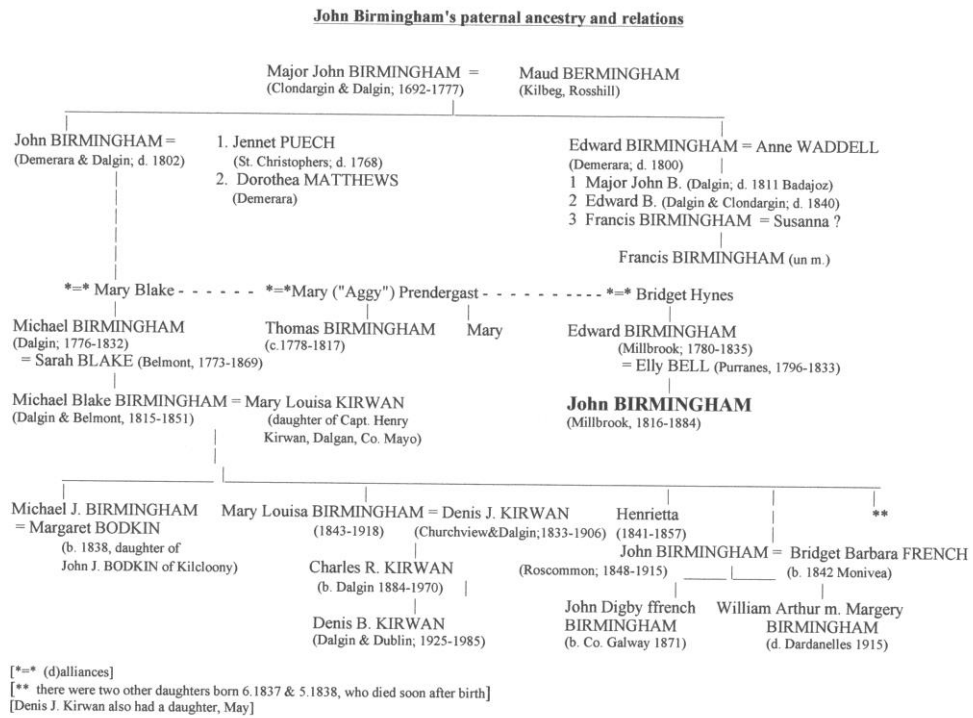 John Birmingham's paternal ancestry and relations
Major John BIRMINGHAM = Maud BERMINGHAM
(Clondargin & Dalgin; 1692-1777) (Kilbeg, Rosshill)
John BIRMINGHAM = 1. Jennet PUECH Edward BIRMINGHAM = Anne WADDELL
(Demerara & Dalgin; d. 1802) (St. Christophers; d. 1768) (Demerara; d. 1800)
2. Dorothea MATTHEWS 1 Major John B. (Dalgin; d. 1811 Badajoz)
(Demerara) 2 Edward B. (Dalgin & Clondargin; d. 1840)
3 Francis BIRMINGHAM = Susanna ?
Francis BIRMINGHAM (un m.)
*=* Mary Blake - - - - - - *=*Mary ("Aggy") Prendergast - - - - - - - - - - *=* Bridget Hynes
Michael BIRMINGHAM Thomas BIRMINGHAM Mary Edward BIRMINGHAM
(Dalgin; 1776-1832) (c.1778-1817) (Millbrook; 1780-1835)
= Sarah BLAKE (Belmont, 1773-1869) = Elly BELL (Purranes, 1796-1833)
Michael Blake BIRMINGHAM = Mary Louisa KIRWAN John BIRMINGHAM
(Dalgin & Belmont, 1815-1851) (daughter of Capt. Henry (Millbrook, 1816-1884)
Kirwan, Dalgan, Co. Mayo)
Michael J. BIRMINGHAM Mary Louisa BIRMINGHAM = Denis J. KIRWAN Henrietta **
= Margaret BODKIN (1843-1918) (Churchview&Dalgin;1833-1906) (1841-1857)
(b. 1838, daughter of John BIRMINGHAM = Bridget Barbara FRENCH
John J. BODKIN of Kilcloony) Charles R. KIRWAN (Roscommon; 1848-1915) (b. 1842 Monivea)
(b. Dalgin 1884-1970)
John Digby ffrench William Arthur m. Margery
Denis B. KIRWAN BIRMINGHAM BIRMINGHAM
(Dalgin & Dublin; 1925-1985) (b. Co. Galway 1871) (d. Dardanelles 1915)
[*=* (d)alliances]
[** there were two other daughters born 6.1837 & 5.1838, who died soon after birth]
[Denis J. Kirwan also had a daughter, May]